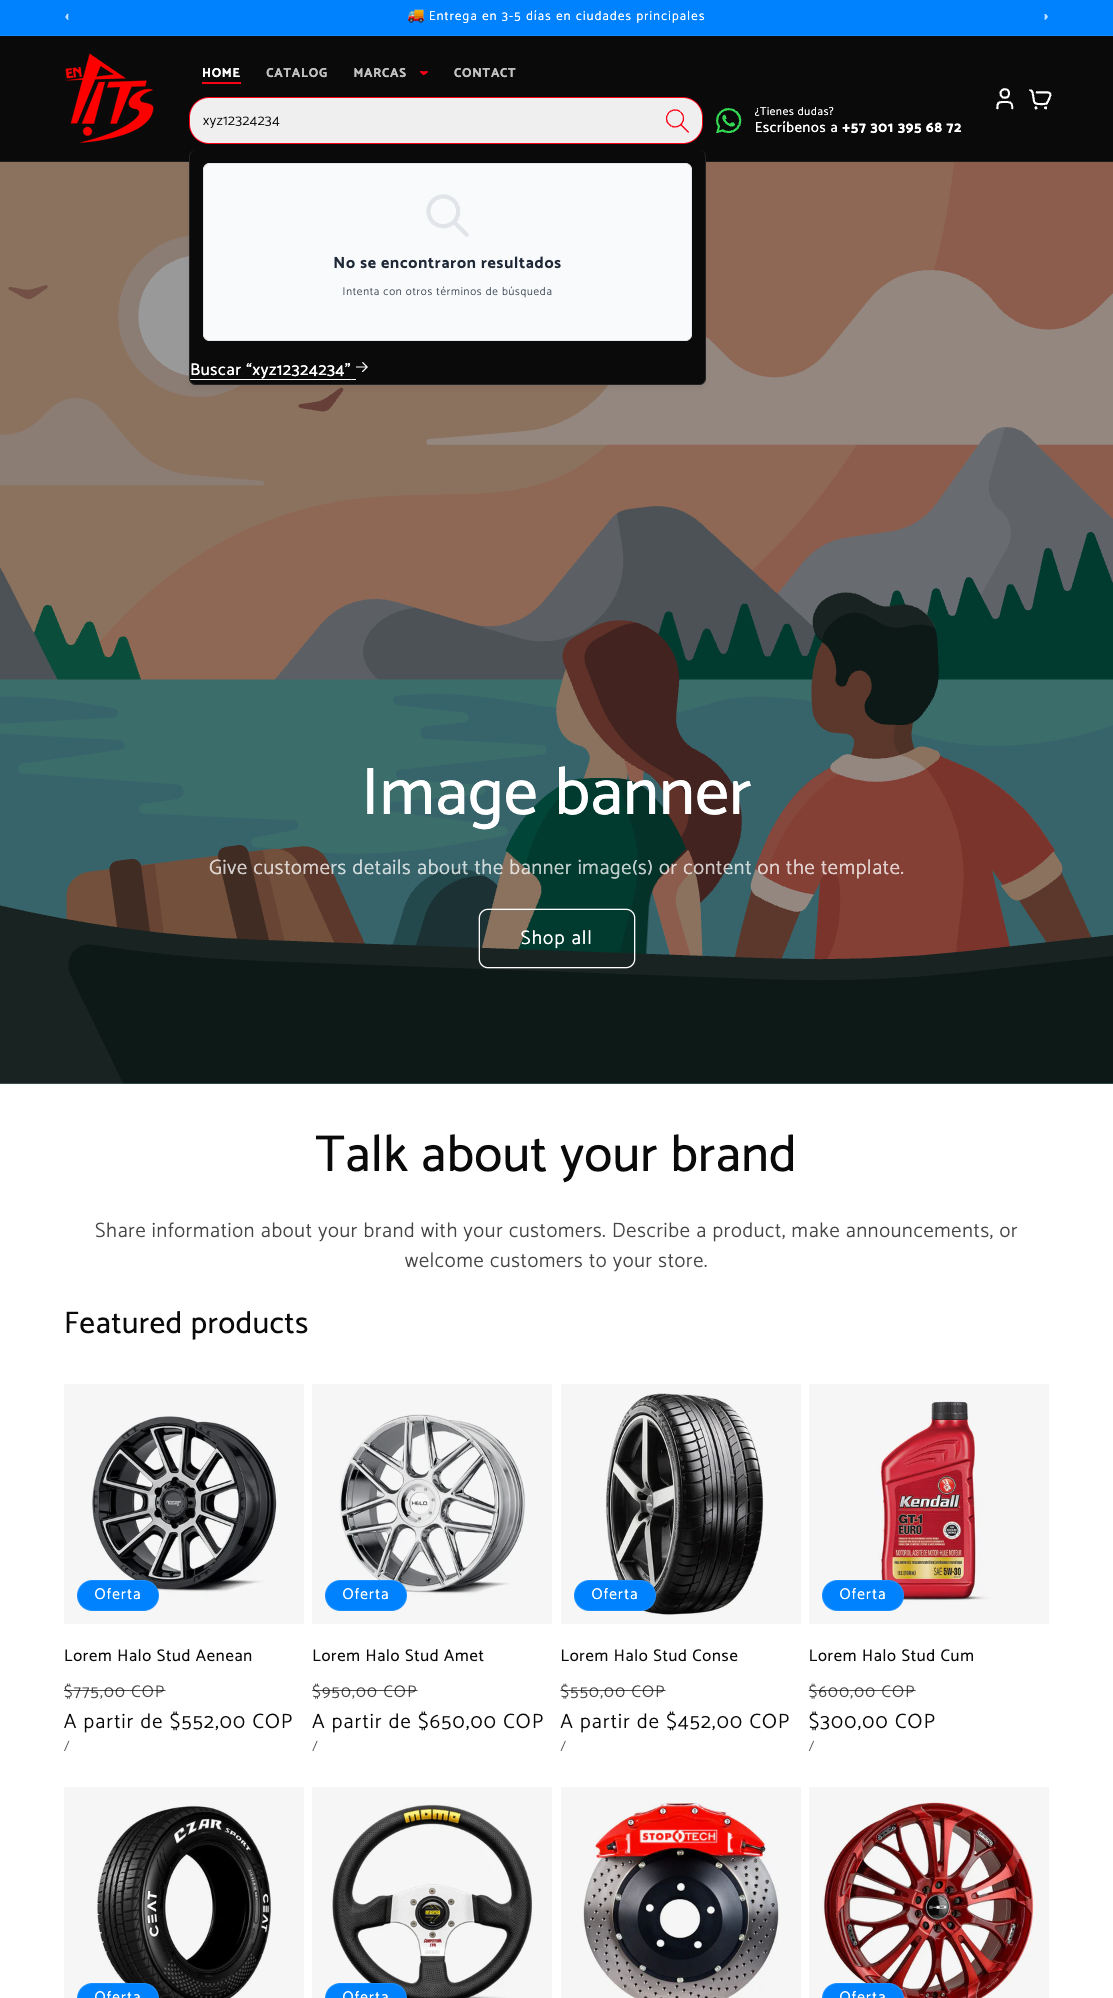 🚚 Entrega en 3-5 días en ciudades principales
EN PITS
HOME CATALOG MARCAS CONTACT
xyz12324234
¿Tienes dudas?
Escríbenos a +57 301 395 68 72
No se encontraron resultados
Intenta con otros términos de búsqueda
Buscar “xyz12324234”
Image banner
Give customers details about the banner image(s) or content on the template.
Shop all
Talk about your brand
Share information about your brand with your customers. Describe a product, make announcements, or
welcome customers to your store.
Featured products
HELO
Kendall
GT-1
EURO
SAE 5W-30
Oferta Oferta Oferta Oferta
Lorem Halo Stud Aenean
$775,00 COP
A partir de $552,00 COP
/
Lorem Halo Stud Amet
$950,00 COP
A partir de $650,00 COP
/
Lorem Halo Stud Conse
$550,00 COP
A partir de $452,00 COP
/
Lorem Halo Stud Cum
$600,00 COP
$300,00 COP
/
CZAR SPORT
CEAT
CEAT
momo
momo
STOPTECH
Oferta Oferta Oferta